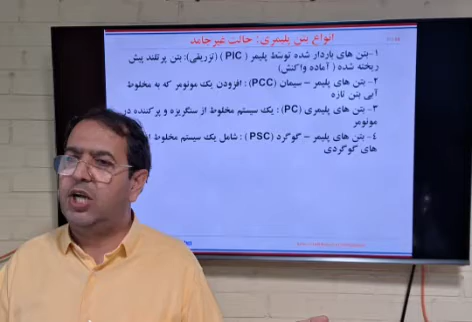 انواع بتن پلیمری: حالت غیرجامد
۱-بتن های باردار شده توسط پلیمر ( PIC ) (تزریقی): بتن پرتلند پیش
ریخته شده ( آماده واکنش)
۲- بتن های پلیمر – سیمان (PCC) : افزودن یک مونومر که به مخلوط
آبی بتن تازه
۳- بتن های پلیمری (PC) : یک سیستم مخلوط از سنگریزه و پرکننده در
مونومر
٤- بتن های پلیمر – گوگرد (PSC) : شامل یک سیستم مخلوط از
های گوگردی